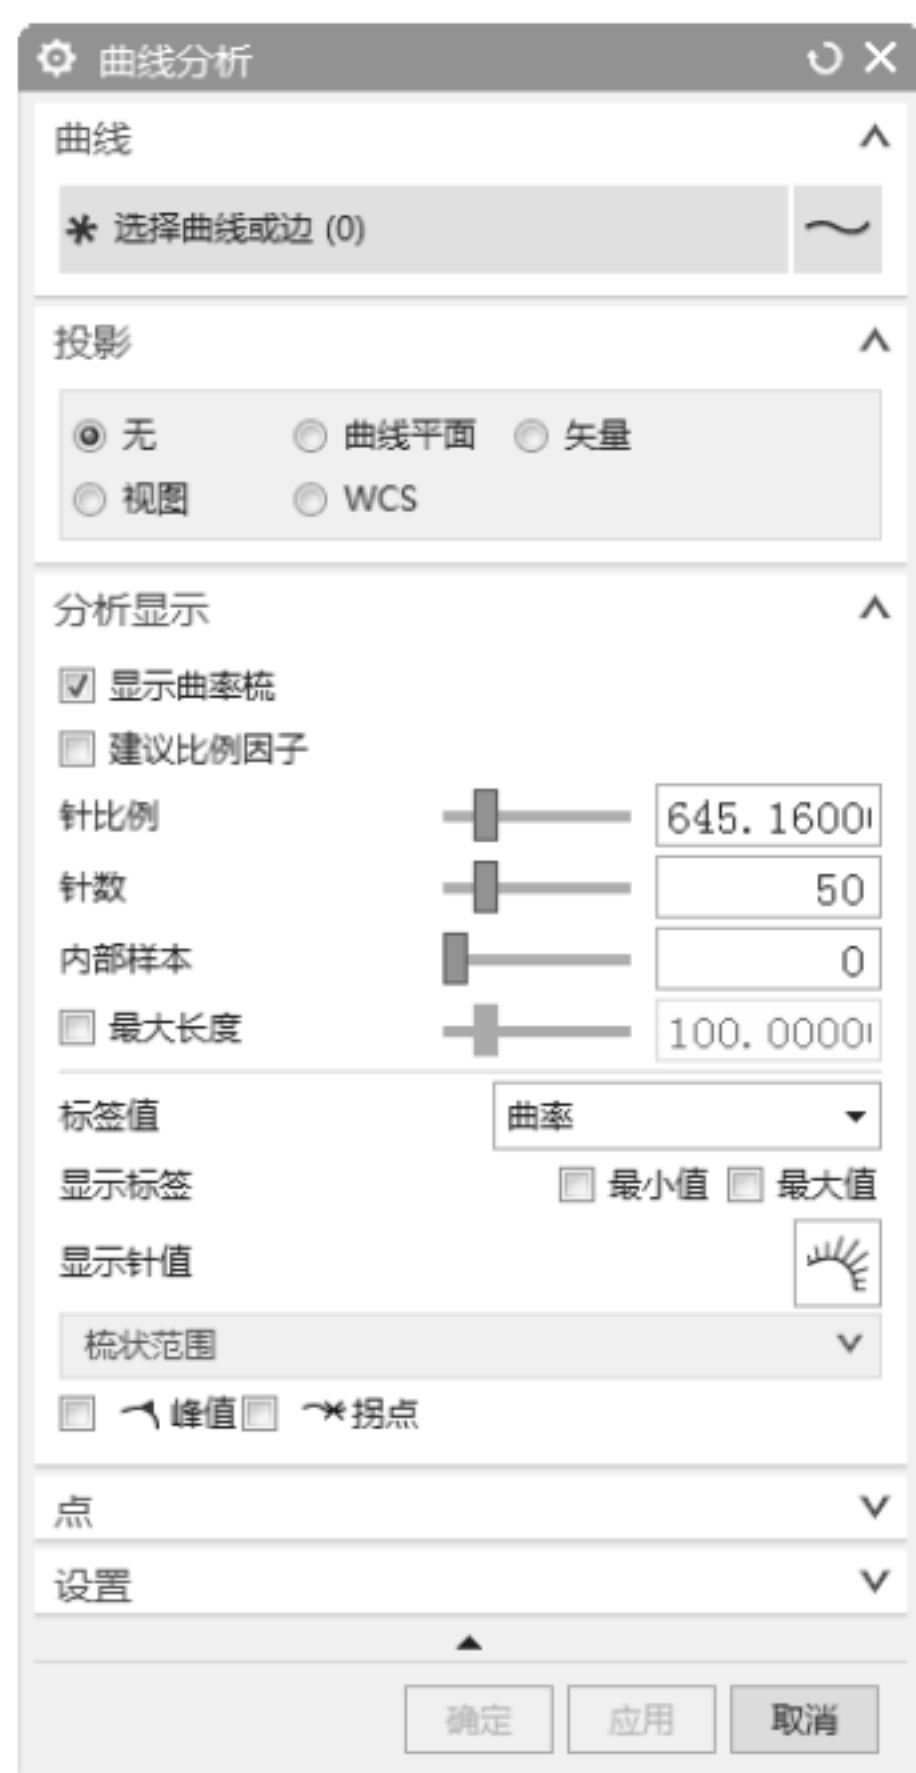 曲线分析
曲线
* 选择曲线或边 (0)
投影
无 曲线平面 矢量
视图 WCS
分析显示
显示曲率梳
建议比例因子
针比例 645.1600
针数 50
内部样本 0
最大长度 100.0000
标签值 曲率
显示标签 最小值 最大值
显示针值
梳状范围
峰值 拐点
点
设置
确定 应用 取消